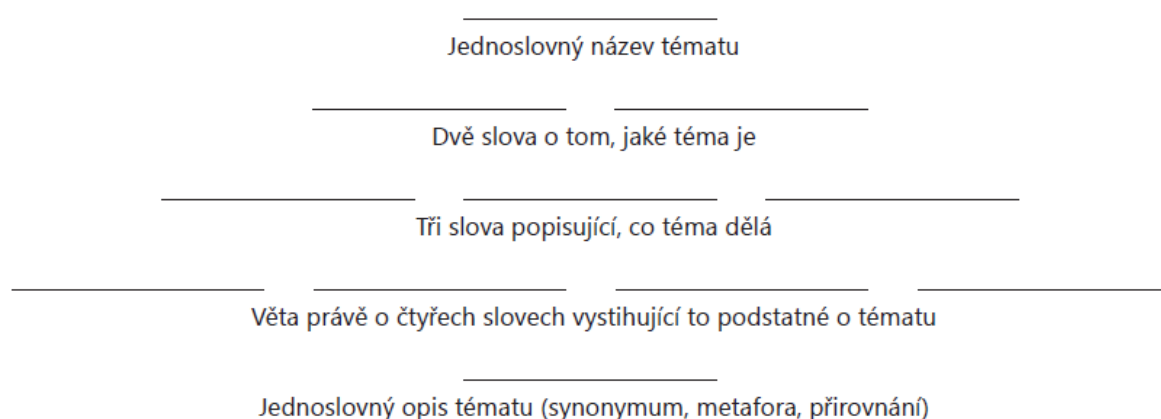 Jednoslovný název tématu
Dvě slova o tom, jaké téma je
Tři slova popisující, co téma dělá
Věta právě o čtyřech slovech vystihující to podstatné o tématu
Jednoslovný opis tématu (synonymum, metafora, přirovnání)